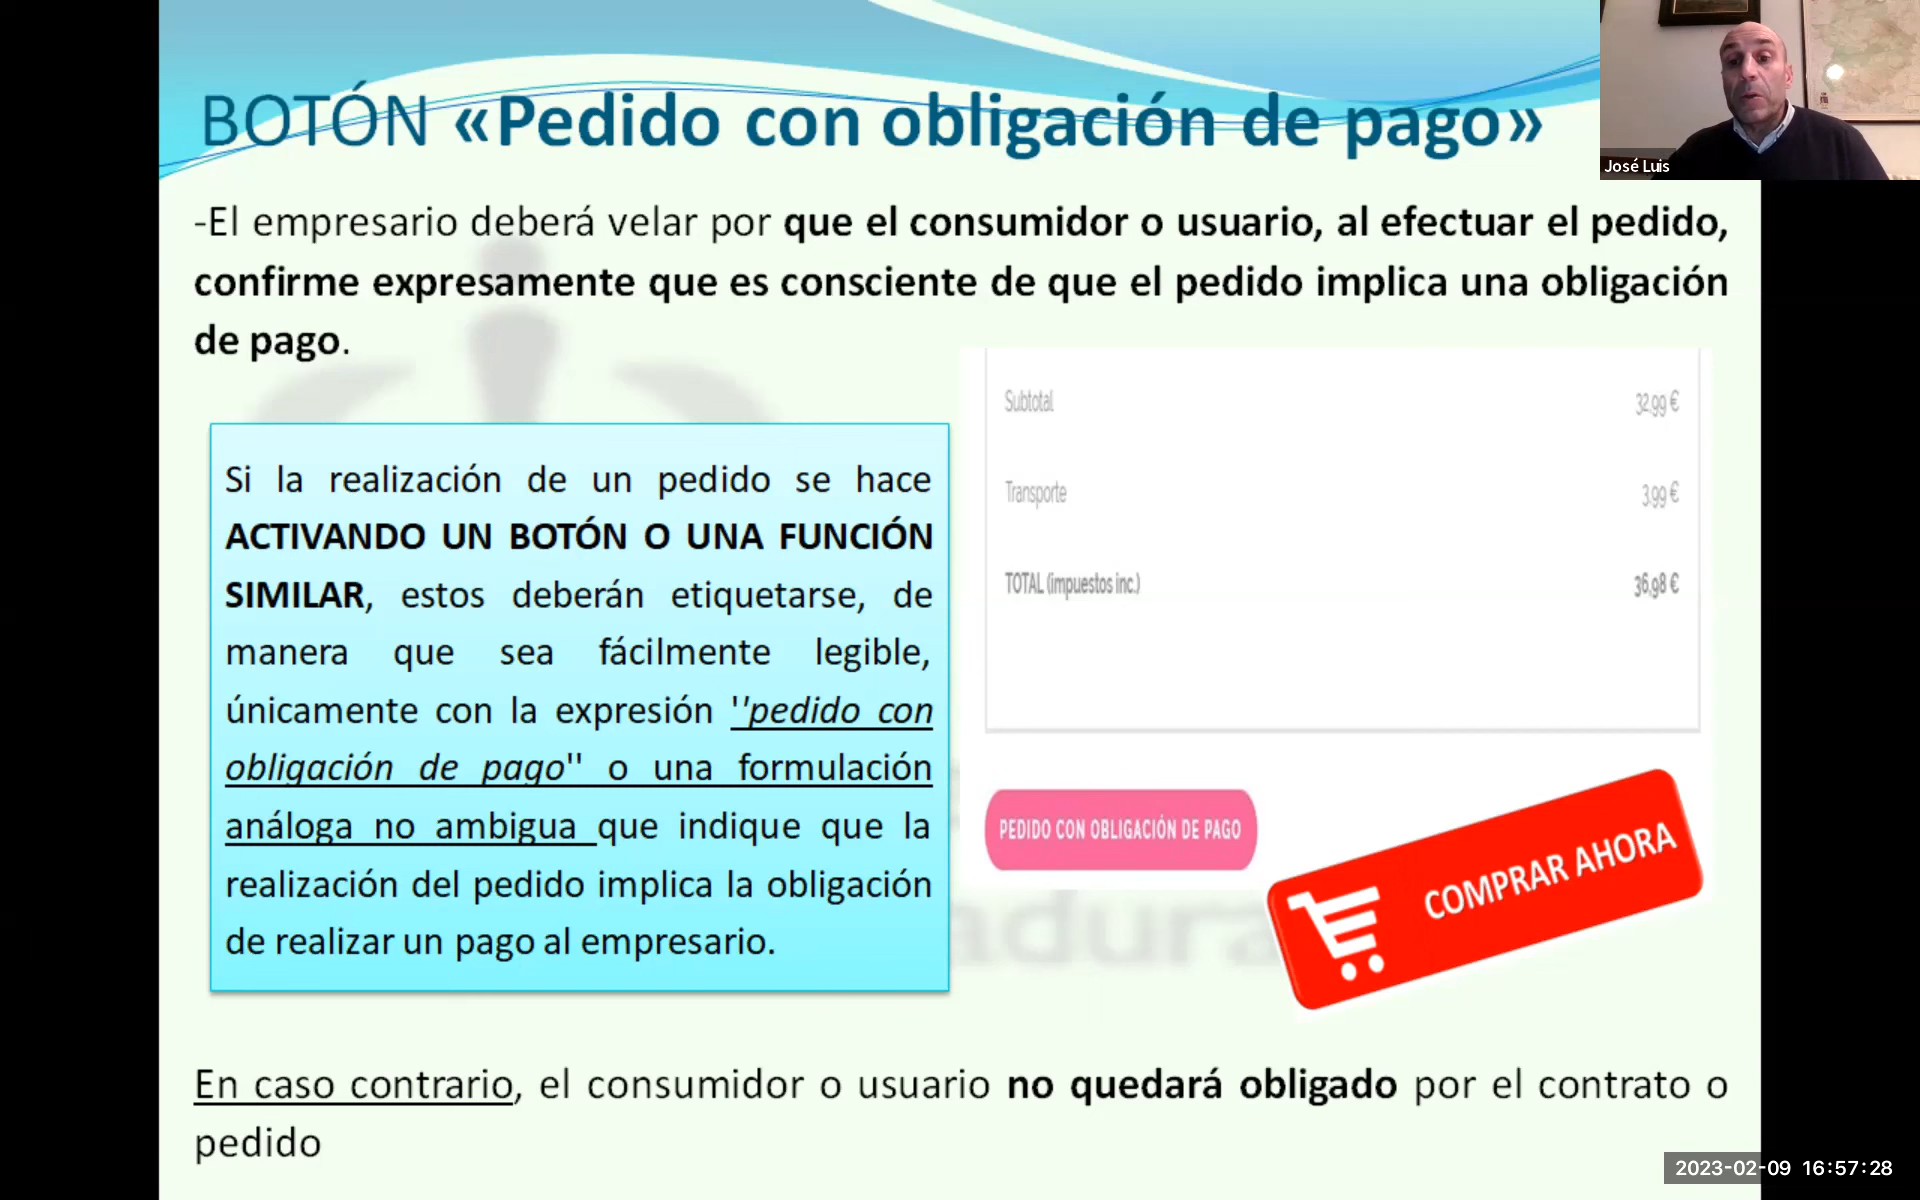 BOTÓN «Pedido con obligación de pago»
José Luis
-El empresario deberá velar por que el consumidor o usuario, al efectuar el pedido,
confirme expresamente que es consciente de que el pedido implica una obligación
de pago.
Si la realización de un pedido se hace
ACTIVANDO UN BOTÓN O UNA FUNCIÓN
SIMILAR, estos deberán etiquetarse, de
manera que sea fácilmente legible,
únicamente con la expresión ''pedido con
obligación de pago'' o una formulación
análoga no ambigua que indique que la
realización del pedido implica la obligación
de realizar un pago al empresario.
Subtotal 32,99 €
Transporte 3,99 €
TOTAL (impuestos inc.) 36,98 €
PEDIDO CON OBLIGACIÓN DE PAGO
COMPRAR AHORA
adura
En caso contrario, el consumidor o usuario no quedará obligado por el contrato o
pedido
2023-02-09 16:57:28